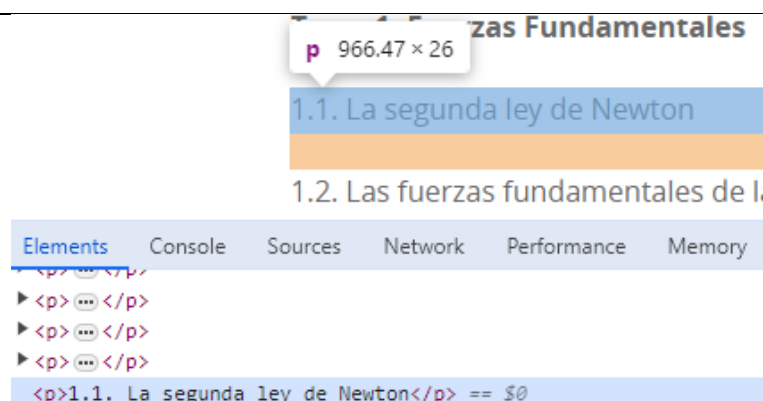 zas Fundamentales
p 966.47 × 26
1.1. La segunda ley de Newton
1.2. Las fuerzas fundamentales de
Elements Console Sources Network Performance Memory
<p>…</p>
▶<p>…</p>
▶<p>…</p>
▶<p>…</p>
<p>1.1. La segunda ley de Newton</p> == $0